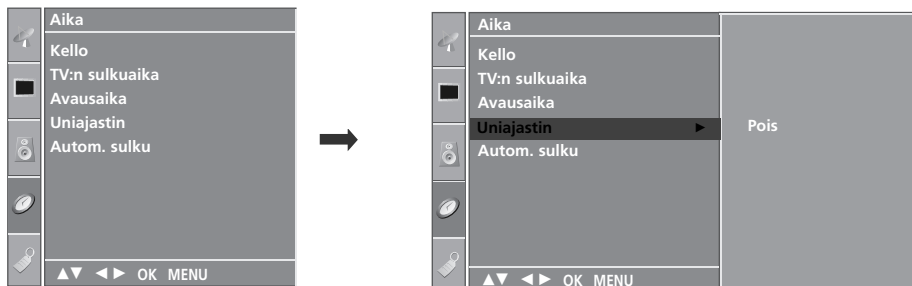 Aika
Kello
TV:n sulkuaika
Avausaika
Uniajastin
Autom. sulku
▲▼ ◄► OK MENU
Aika
Kello
TV:n sulkuaika
Avausaika
Uniajastin ►
Pois
Autom. sulku
▲▼ ◄► OK MENU